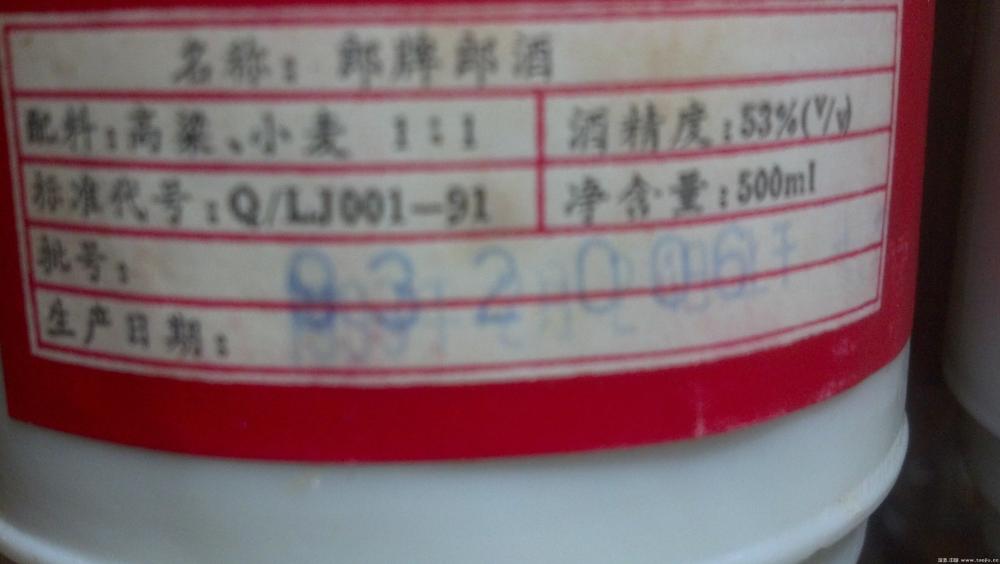 名称：郎牌郎酒
配料：高粱、小麦 1：1
酒精度：53%(V/V)
标准代号：Q/LJ001-91
净含量：500ml
批号：
生产日期：